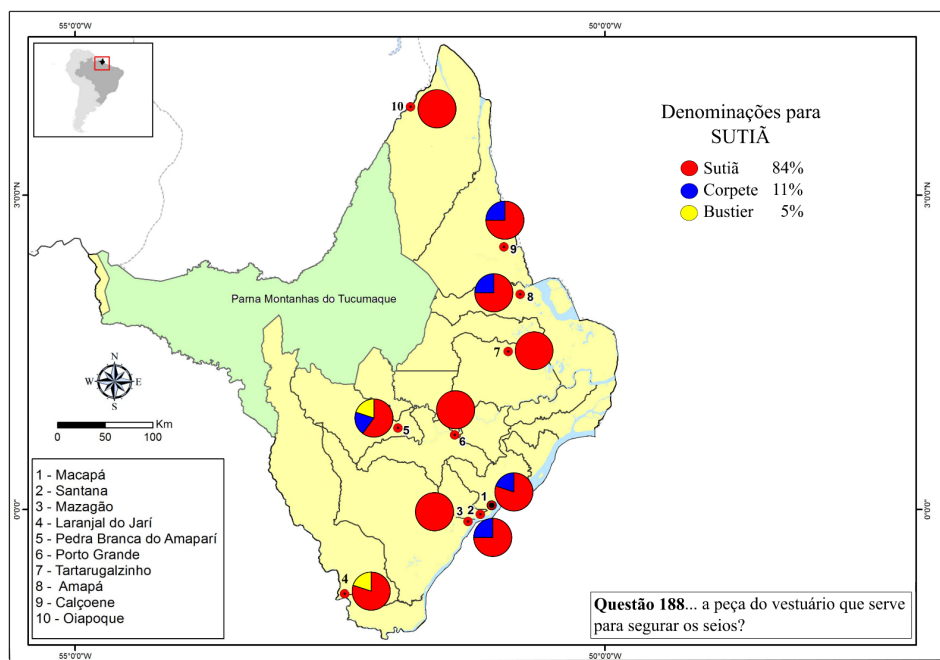 55°0'0"W
50°0'0"W
Denominações para
SUTIÃ
Sutiã 84%
Corpete 11%
Bustier 5%
3°0'0"N
3°0'0"N
10
9
8
Parna Montanhas do Tucumaque
7
N
W E
S
0 50 100 Km
5
6
1 - Macapá
2 - Santana
3 - Mazagão
4 - Laranjal do Jarí
5 - Pedra Branca do Amaparí
6 - Porto Grande
7 - Tartarugalzinho
8 - Amapá
9 - Calçoene
10 - Oiapoque
1
3 2
0°0'0"
0°0'0"
4
Questão 188... a peça do vestuário que serve
para segurar os seios?
55°0'0"W
50°0'0"W